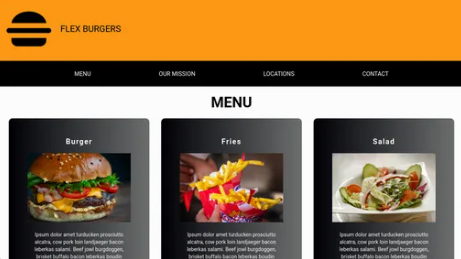 FLEX BURGERS
MENU OUR MISSION LOCATIONS CONTACT
MENU
Burger
Ipsum dolor amet turducken prosciutto
alcatra, cow pork loin landjaeger bacon
leberkas salami. Beef jowl burgdoggen,
brisket buffalo bacon leberkas boudin
Fries
Ipsum dolor amet turducken prosciutto
alcatra, cow pork loin landjaeger bacon
leberkas salami. Beef jowl burgdoggen,
brisket buffalo bacon leberkas boudin
Salad
Ipsum dolor amet turducken prosciutto
alcatra, cow pork loin landjaeger bacon
leberkas salami. Beef jowl burgdoggen,
brisket buffalo bacon leberkas boudin